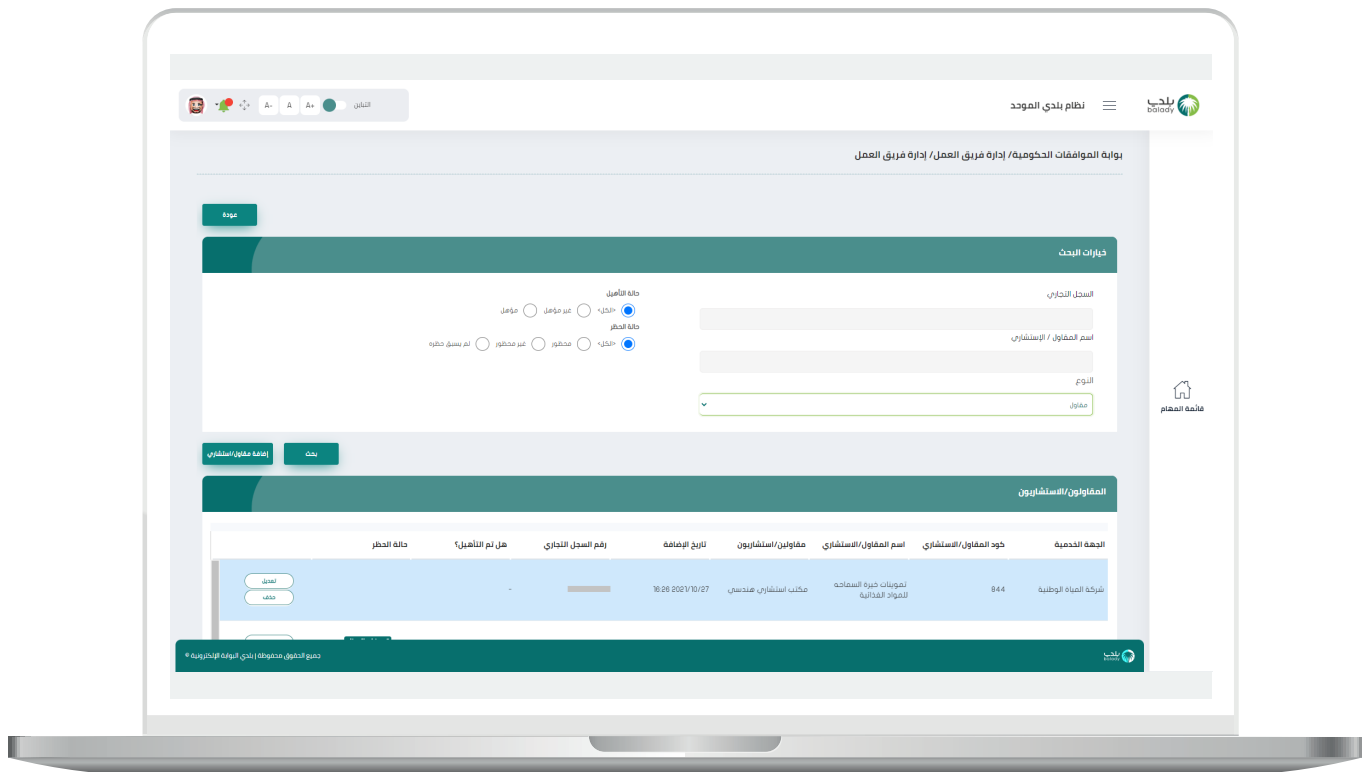 بلدي
balady
نظام بلدي الموحد
التباين
A+
A
A-
بوابة الموافقات الحكومية/ إدارة فريق العمل/ إدارة فريق العمل
عودة
خيارات البحث
السجل التجاري
اسم المقاول / الإستشاري
النوع
مقاول
حالة التأهيل
<الكل>
غير مؤهل
مؤهل
حالة الحظر
<الكل>
محظور
غير محظور
لم يسبق حظره
قائمة المهام
بحث
إضافة مقاول/استشاري
المقاولون/الاستشاريون
الجهة الخدمية
كود المقاول/الاستشاري
اسم المقاول/الاستشاري
مقاولين/استشاريون
تاريخ الإضافة
رقم السجل التجاري
هل تم التأهيل؟
حالة الحظر
شركة المياة الوطنية
844
تموينات خيرة السماحه
للمواد الغذائية
مكتب استشاري هندسي
2021/10/27 16:26
-
تعديل
حذف
بلدي
balady
جميع الحقوق محفوظة | بلدي البوابة الإلكترونية ©